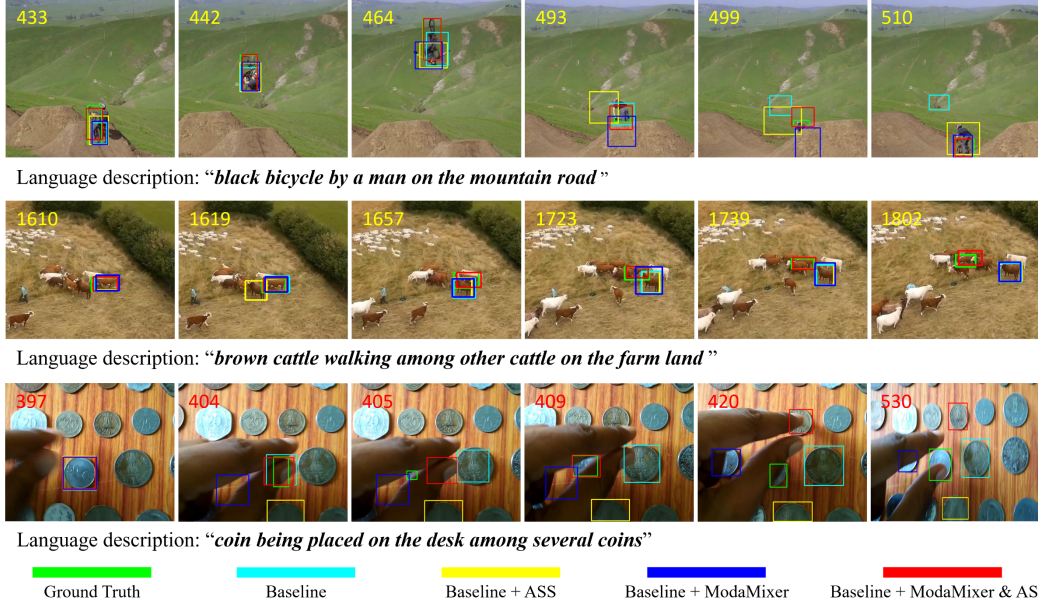 433 442 464 493 499 510
Language description: “black bicycle by a man on the mountain road”
1610 1619 1657 1723 1739 1802
Language description: “brown cattle walking among other cattle on the farm land”
397 404 405 409 420 530
Language description: “coin being placed on the desk among several coins”
Ground Truth Baseline Baseline + ASS Baseline + ModaMixer Baseline + ModaMixer & AS